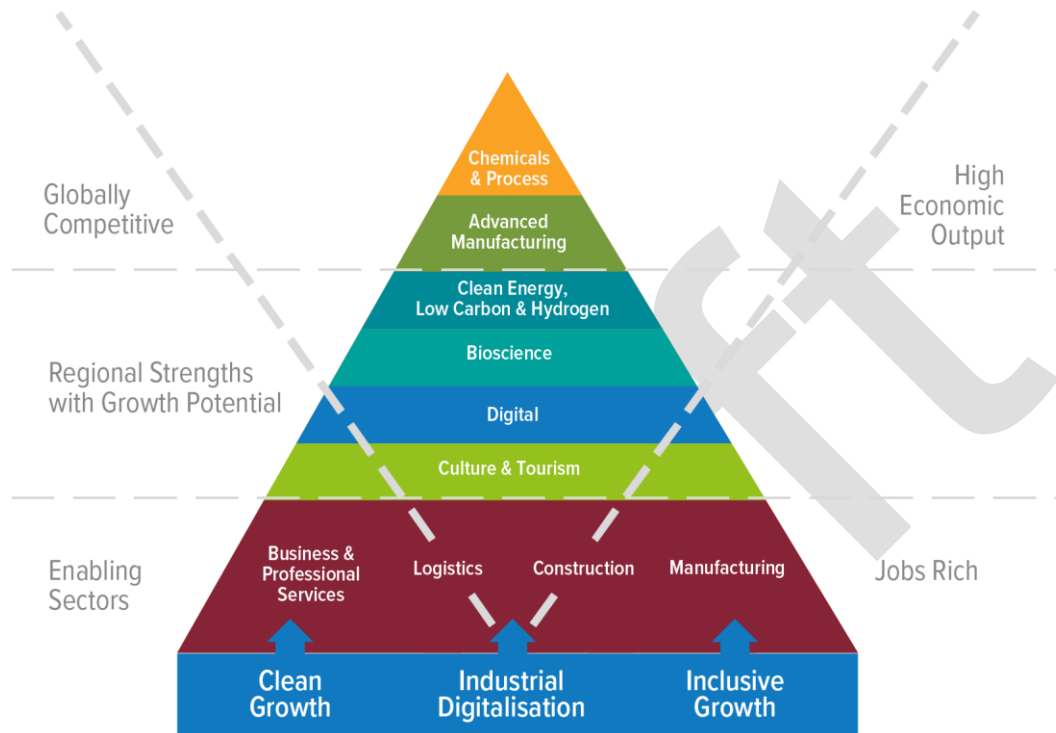 Chemicals
& Process
Globally
Competitive
High
Economic
Output
Advanced
Manufacturing
Clean Energy,
Low Carbon & Hydrogen
Bioscience
Regional Strengths
with Growth Potential
Digital
Culture & Tourism
Enabling
Sectors
Business &
Professional
Services
Logistics
Construction
Manufacturing
Jobs Rich
Clean
Growth
Industrial
Digitalisation
Inclusive
Growth
ft